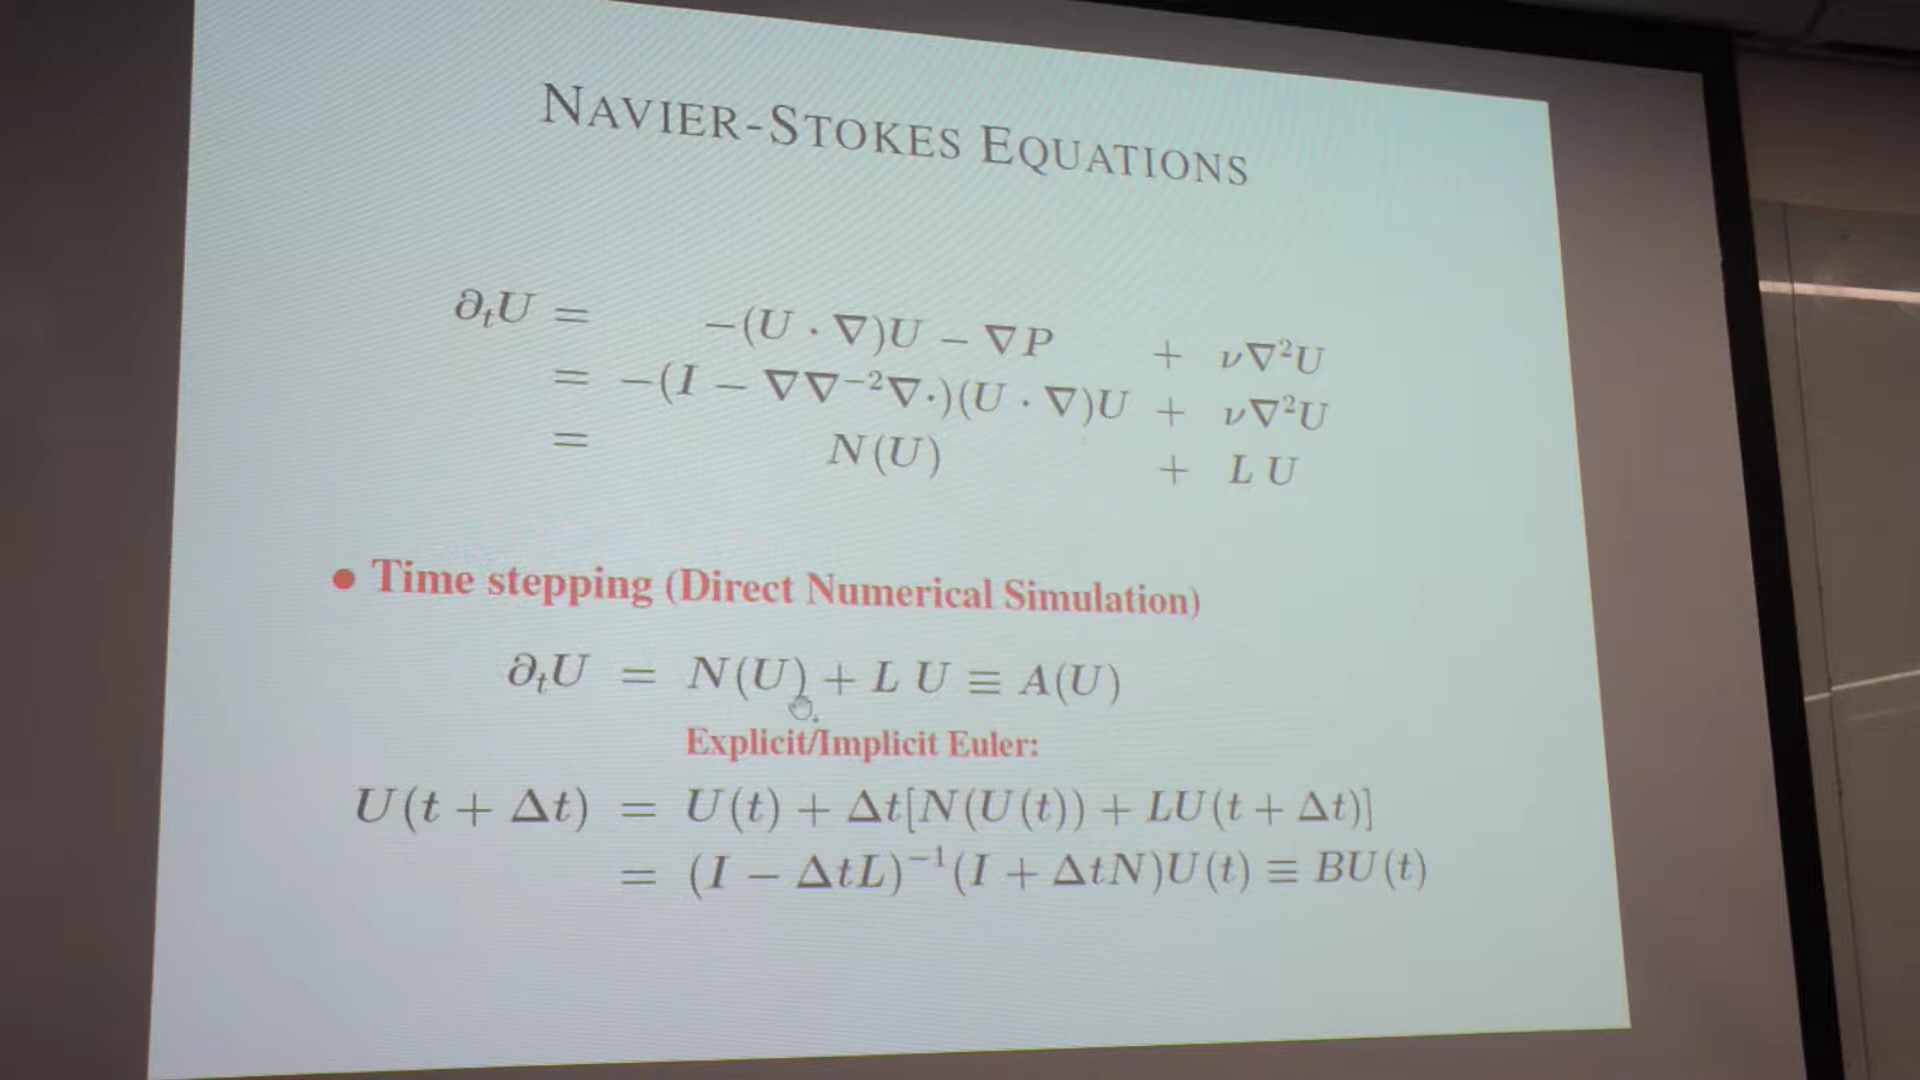 NAVIER-STOKES EQUATIONS
∂ₜU = −(U · ∇)U − ∇P + ν∇²U
= −(I − ∇∇⁻²∇·)(U · ∇)U + ν∇²U
= N(U) + L U
• Time stepping (Direct Numerical Simulation)
∂ₜU = N(U) + L U ≡ A(U)
Explicit/Implicit Euler:
U(t + Δt) = U(t) + Δt[N(U(t)) + LU(t + Δt)]
= (I − ΔtL)⁻¹(I + ΔtN)U(t) ≡ BU(t)